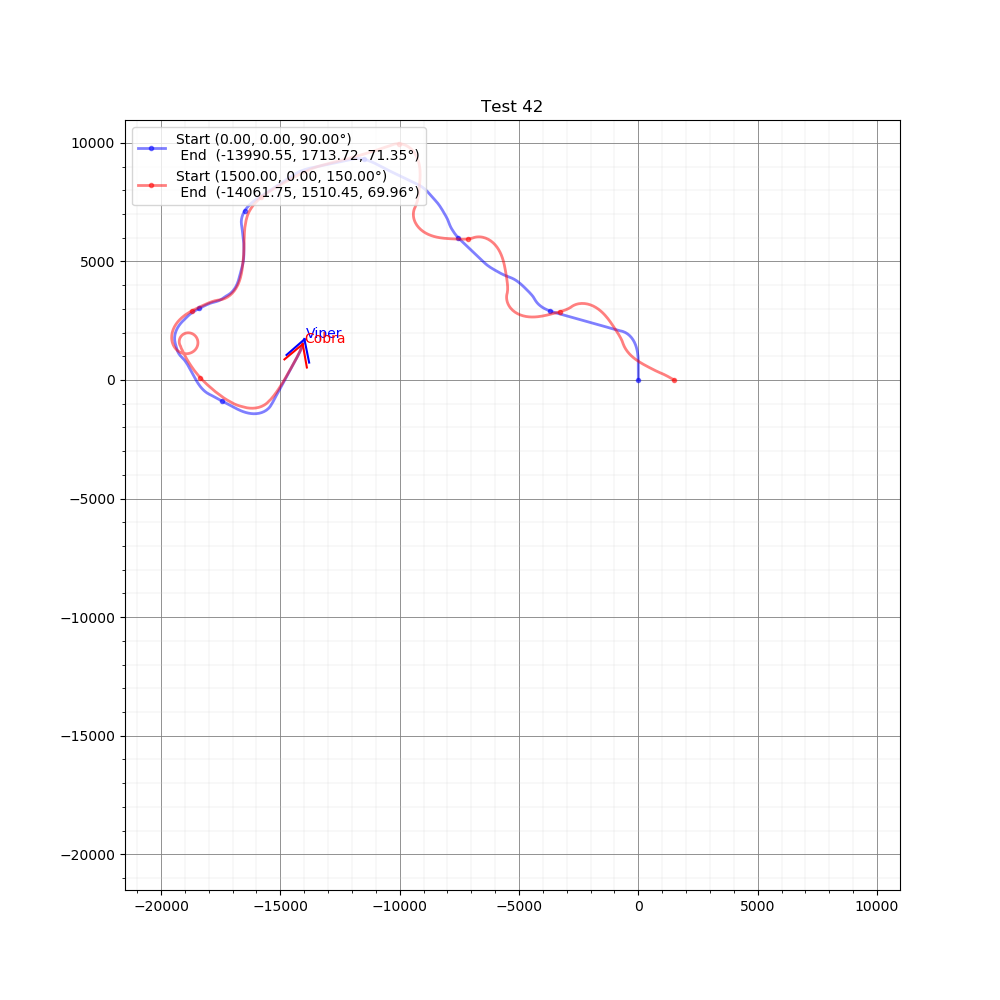 Test 42
Start (0.00, 0.00, 90.00°)
End  (-13990.55, 1713.72, 71.35°)
Start (1500.00, 0.00, 150.00°)
End  (-14061.75, 1510.45, 69.96°)
10000
5000
0
−5000
−10000
−15000
−20000
Viper
Cobra
−20000
−15000
−10000
−5000
0
5000
10000